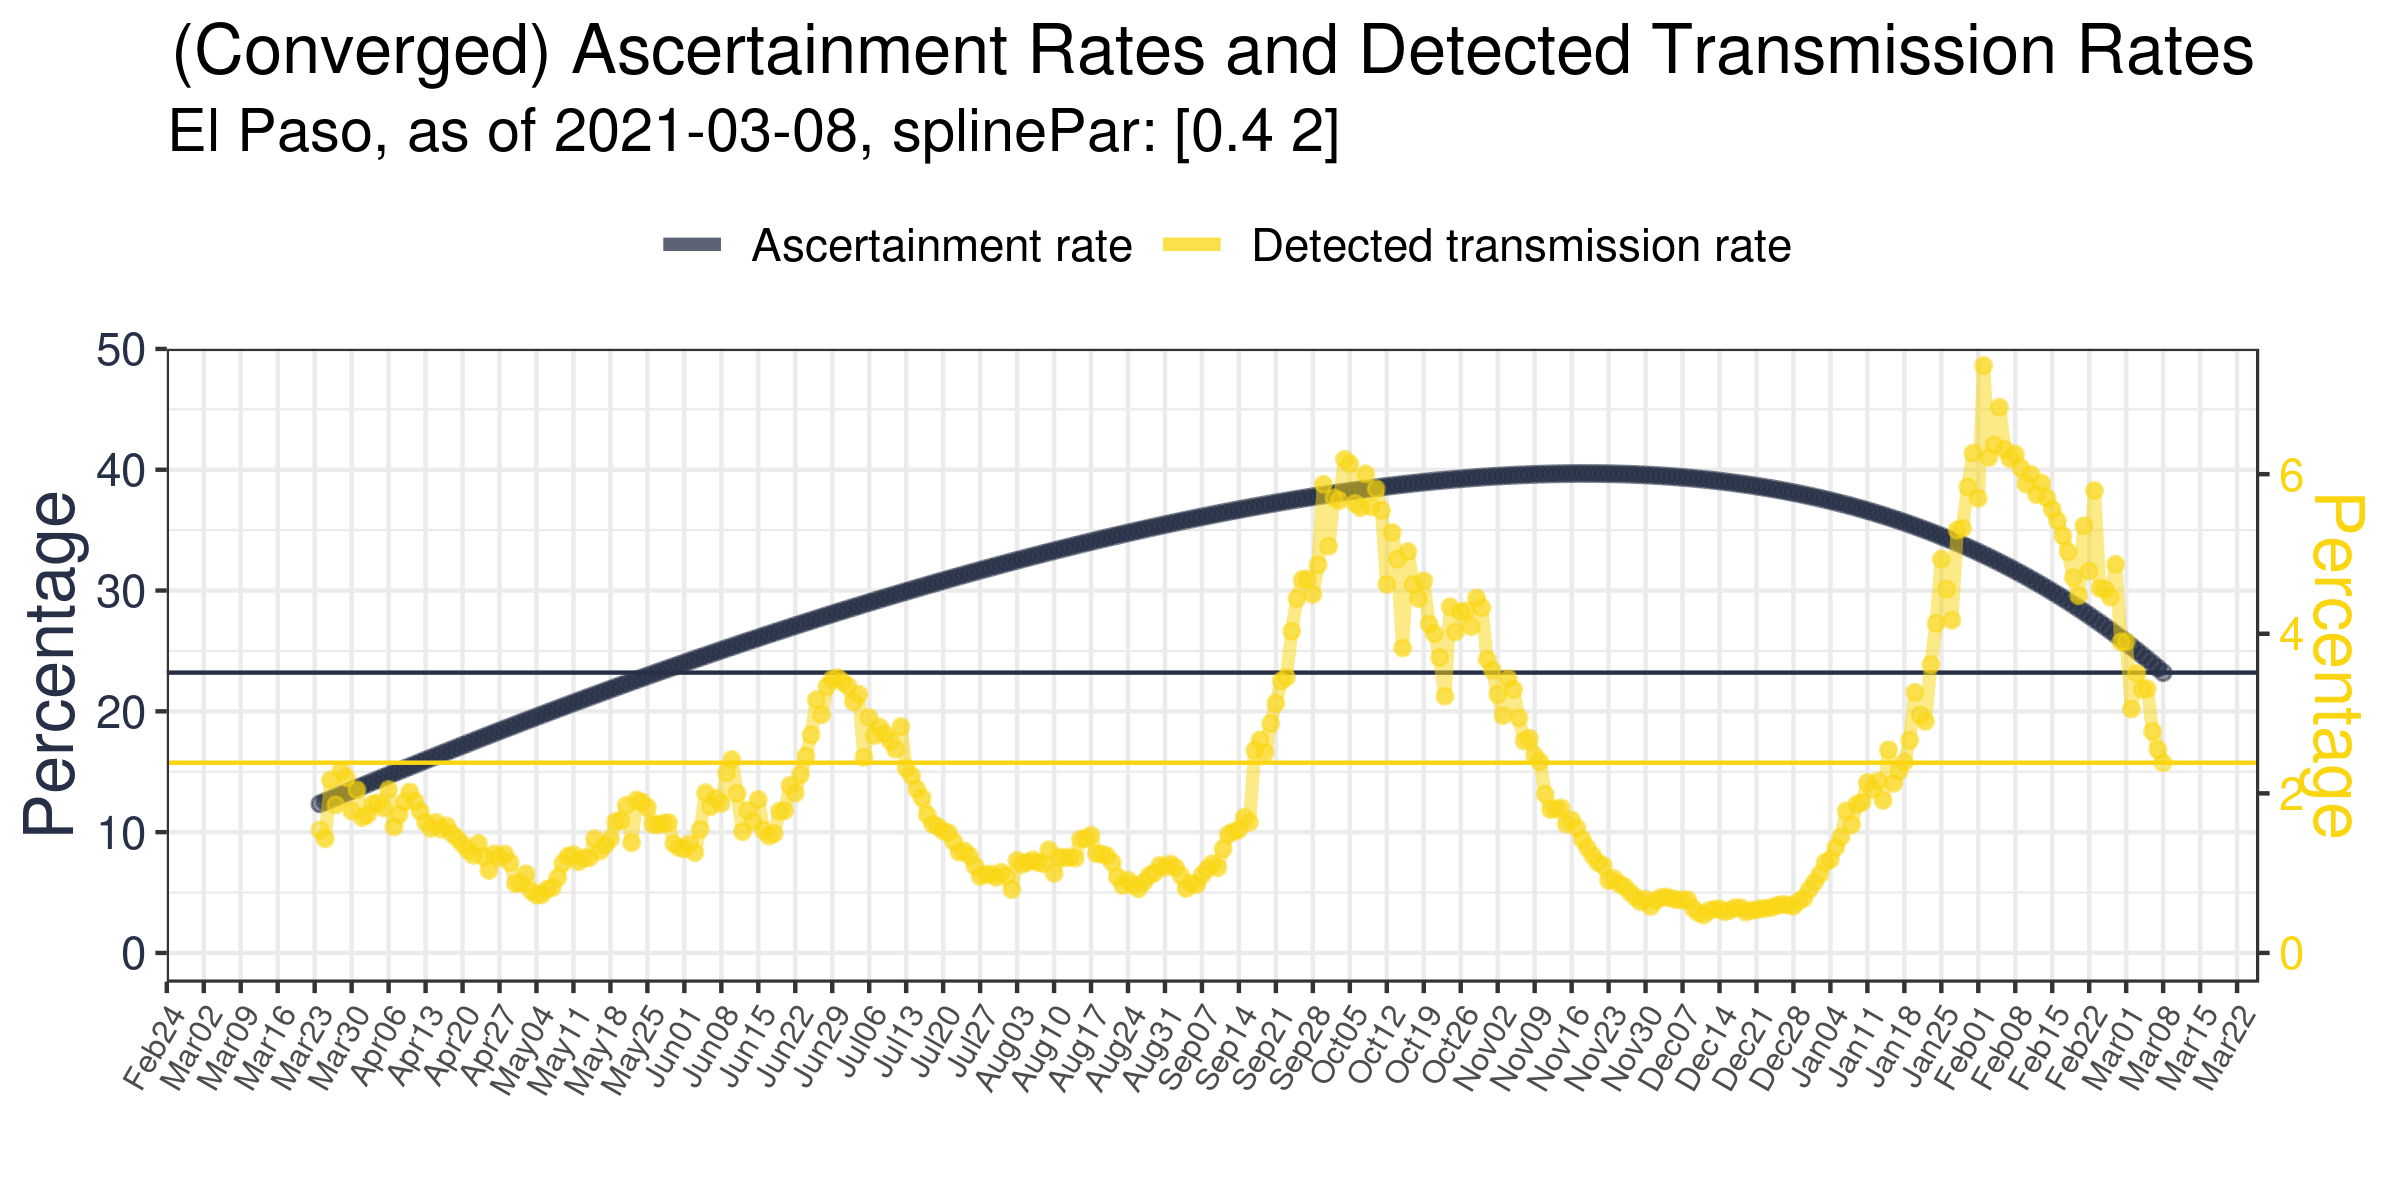 (Converged) Ascertainment Rates and Detected Transmission Rates
El Paso, as of 2021-03-08, splinePar: [0.4 2]
Ascertainment rate Detected transmission rate
Percentage
50
40
30
20
10
0
6
4
2
0
Percentage
Feb24 Mar02 Mar09 Mar16 Mar23 Mar30 Apr06 Apr13 Apr20 Apr27 May04 May11 May18 May25 Jun01 Jun08 Jun15 Jun22 Jun29 Jul06 Jul13 Jul20 Jul27 Aug03 Aug10 Aug17 Aug24 Aug31 Sep07 Sep14 Sep21 Sep28 Oct05 Oct12 Oct19 Oct26 Nov02 Nov09 Nov16 Nov23 Nov30 Dec07 Dec14 Dec21 Dec28 Jan04 Jan11 Jan18 Jan25 Feb01 Feb08 Feb15 Feb22 Mar01 Mar08 Mar15 Mar22